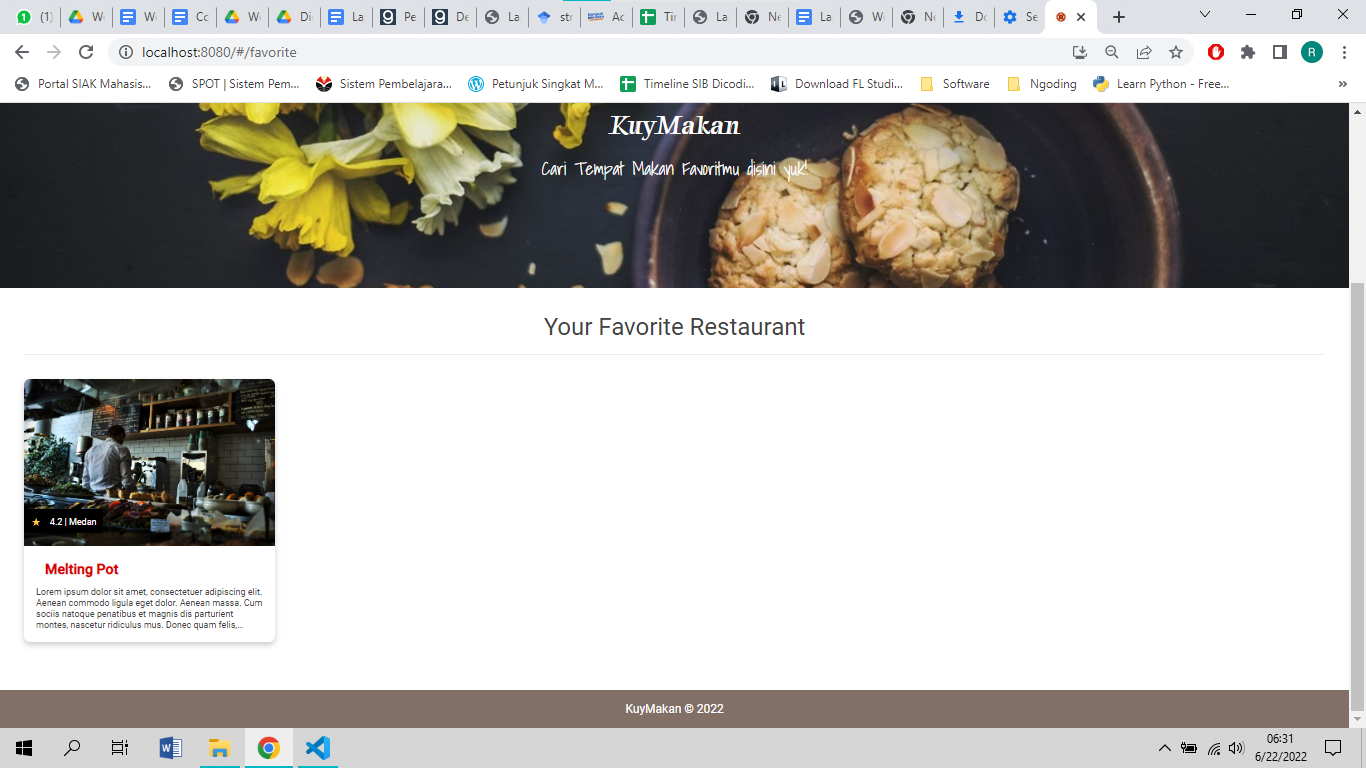 (1)
W
W
Cc
W
Di
La
Pe
De
La
str
Ac
Tir
La
Ne
La
W
Ne
Do
Se
localhost:8080/#/favorite
R
Portal SIAK Mahasis...
SPOT | Sistem Pem...
Sistem Pembelajara...
Petunjuk Singkat M...
Timeline SIB Dicodi...
Download FL Studi...
Software
Ngoding
Learn Python - Free...
»
KuyMakan
Cari Tempat Makan Favoritmu disini yuk!
Your Favorite Restaurant
★ 4.2 | Medan
Melting Pot
Lorem ipsum dolor sit amet, consectetuer adipiscing elit.
Aenean commodo ligula eget dolor. Aenean massa. Cum
sociis natoque penatibus et magnis dis parturient
montes, nascetur ridiculus mus. Donec quam felis,...
KuyMakan © 2022
06:31
6/22/2022